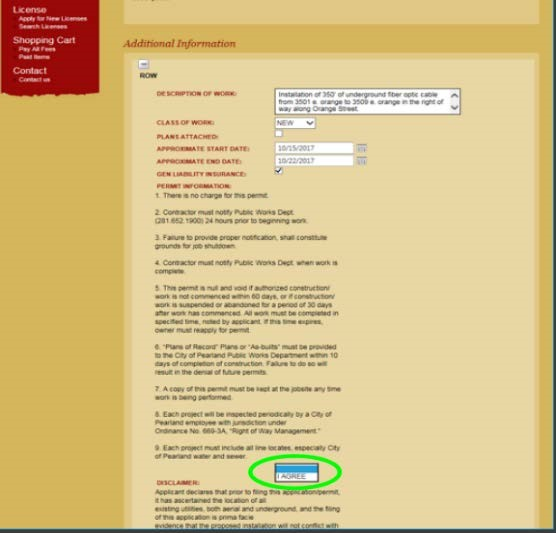 License
Apply for New Licenses
Search Licenses
Shopping Cart
Pay All Fees
Paid Items
Contact
Contact us
Additional Information
ROW
DESCRIPTION OF WORK:
Installation of 350' of underground fiber optic cable
from 3501 e. orange to 3509 e. orange in the right of
way along Orange Street.
CLASS OF WORK: NEW
PLANS ATTACHED:
APPROXIMATE START DATE: 10/15/2017
APPROXIMATE END DATE: 10/22/2017
GEN LIABILITY INSURANCE:
PERMIT INFORMATION:
1. There is no charge for this permit.
2. Contractor must notify Public Works Dept.
(281.652.1900) 24 hours prior to
beginning work.
3. Failure to provide proper notification, shall constitute
grounds for job shutdown.
4. Contractor must notify Public Works Dept. when work is
complete.
5. This permit is null and void if authorized construction/
work is not commenced within 60 days, or if construction/
work is suspended or abandoned for a period of 30 days
after work has commenced. All work must be completed in
specified time, noted by applicant. If this time expires,
owner must reapply for permit.
6. "Plans of Record" Plans or "As-builts" must be provided
to the City of Pearland Public Works Department within 10
days of completion of construction. Failure to do so will
result in the denial of future permits.
7. A copy of this permit must be kept at the jobsite any time
work is being performed.
8. Each project will be inspected periodically by a City of
Pearland employee with jurisdiction under
Ordinance No. 669-3A, "Right of Way Management."
9. Each project must include all line locates, especially City
of Pearland water and sewer.
I AGREE
DISCLAIMER:
Applicant declares that prior to filing this application/permit,
it has ascertained the location of all
existing utilities, both aerial and underground, and the filing
of this application is prima facie
evidence that the proposed installation will not conflict with